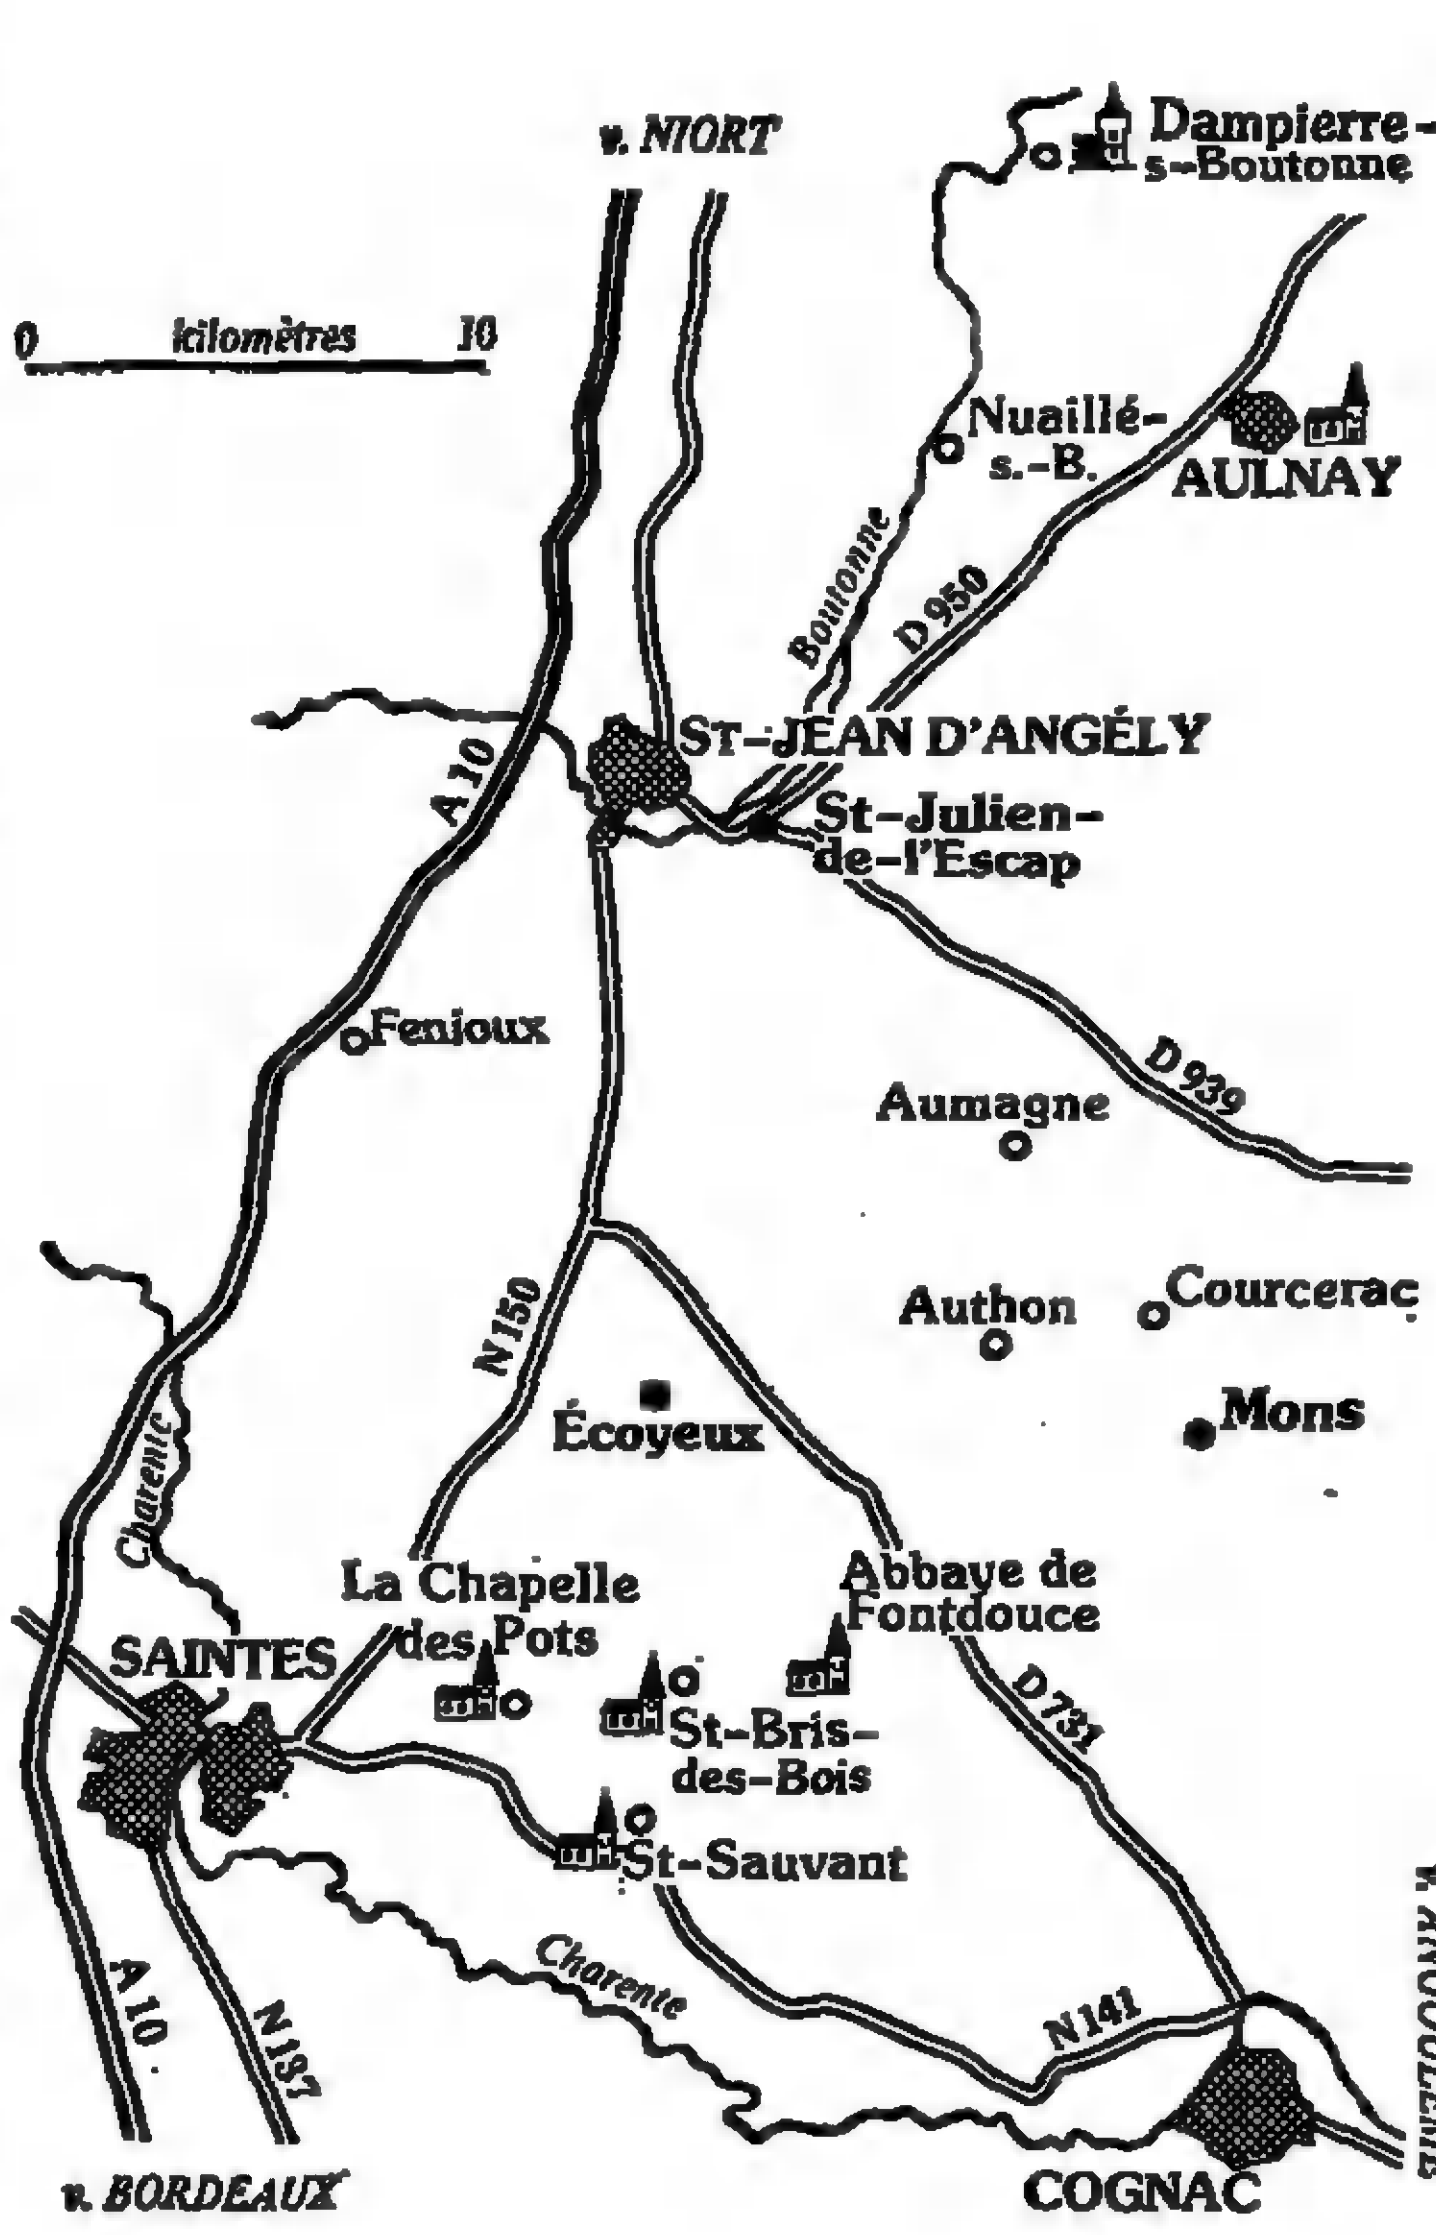 v. NIORT
Dampierre-
s-Boutonne
0 kilomètres 10
Nuaillé-
s.-B.
AULNAY
Boutonne
D 950
ST-JEAN D'ANGÉLY
A 10
St-Julien-
de-l'Escap
Fenioux
D 939
Aumagne
N 150
Authon
Courcerac
Écoyeux
Mons
Charente
La Chapelle
des Pots
Abbaye de
Fontdouce
SAINTES
D 731
St-Bris-
des-Bois
St-Sauvant
v. ANGOULEME
Charente
A 10
N 137
N 141
v. BORDEAUX
COGNAC